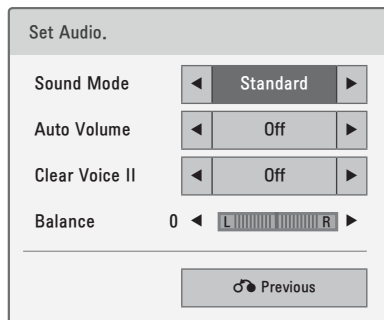 Set Audio.
Sound Mode ◀ Standard ▶
Auto Volume ◀ Off ▶
Clear Voice II ◀ Off ▶
Balance 0 ◀ L R ▶
Previous